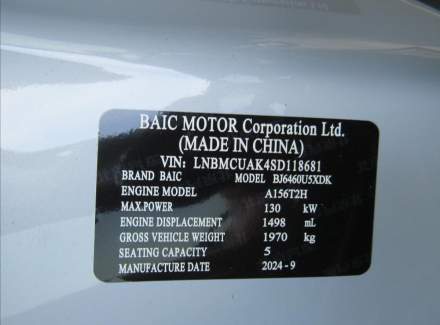 BAIC MOTOR Corporation Ltd.
(MADE IN CHINA)
VIN: LNBMCUAK4SD118681
BRAND BAIC MODEL BJ6460U5XDK
ENGINE MODEL A156T2H
MAX.POWER 130 kW
ENGINE DISPLACEMENT 1498 mL
GROSS VEHICLE WEIGHT 1970 kg
SEATING CAPACITY 5
MANUFACTURE DATE 2024-9